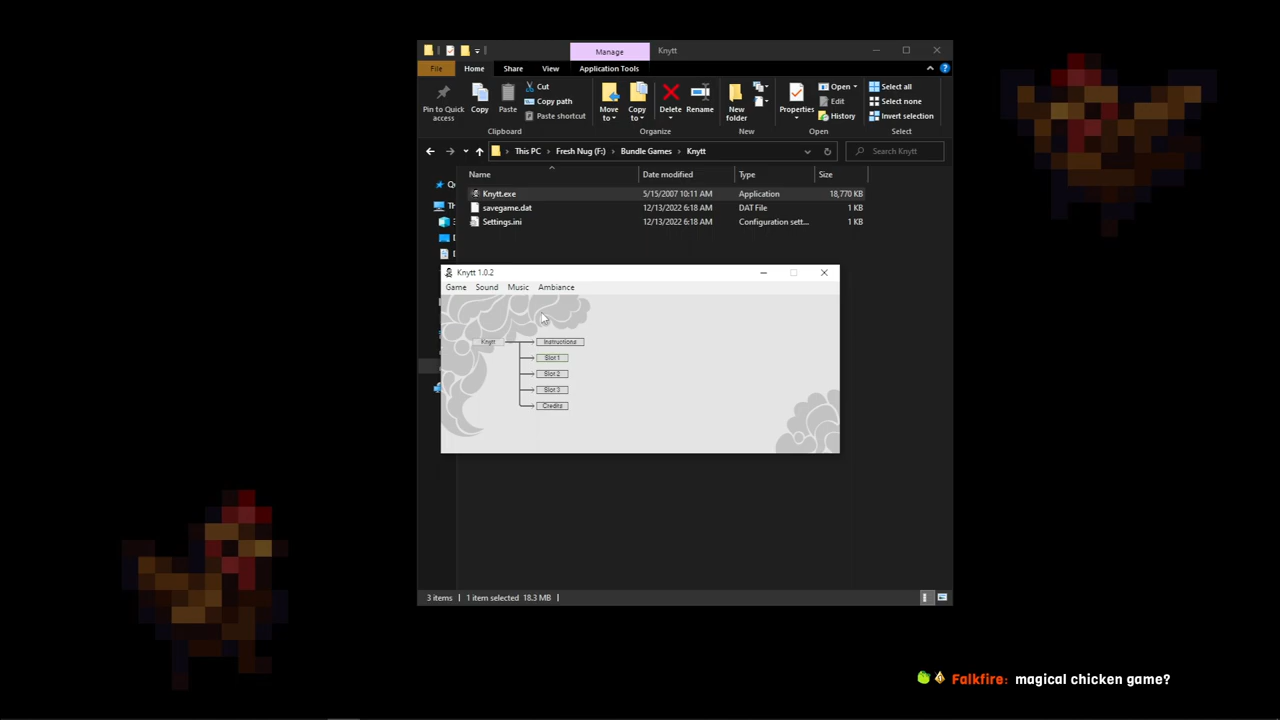 Manage
Knytt
File
Home
Share
View
Application Tools
Pin to Quick access
Copy
Paste
Cut
Copy path
Paste shortcut
Clipboard
Move to
Copy to
Delete
Rename
Organize
New folder
New
Properties
Open
Edit
History
Open
Select all
Select none
Invert selection
Select
This PC
Fresh Nug (F:)
Bundle Games
Knytt
Search Knytt
Name
Date modified
Type
Size
Knytt.exe
5/15/2007 10:11 AM
Application
18,770 KB
savegame.dat
12/13/2022 6:18 AM
DAT File
1 KB
Settings.ini
12/13/2022 6:18 AM
Configuration sett...
1 KB
Knytt 1.0.2
Game
Sound
Music
Ambiance
Knytt
Instructions
Slot 1
Slot 2
Slot 3
Credits
3 items
1 item selected 18.3 MB
Falkfire: magical chicken game?